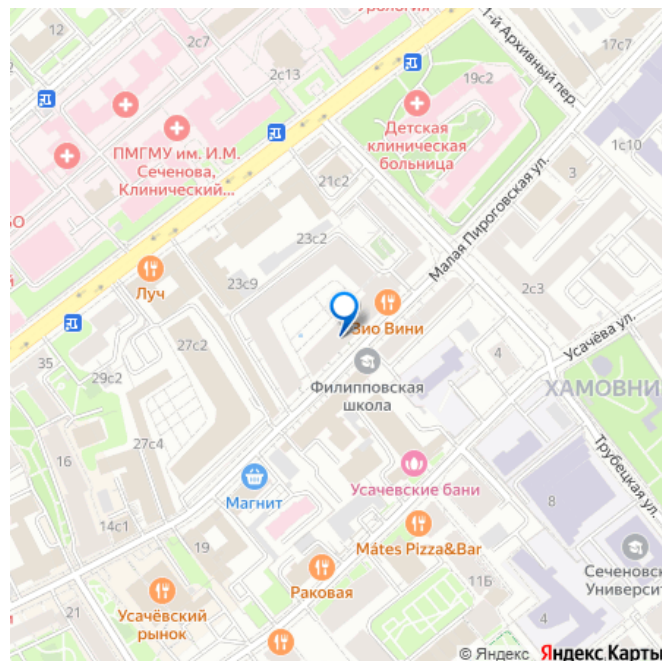 Урология
12
2с7
2с13
1-й Архивный пер.
17с7
19с2
Детская
клиническая
больница
1с10
ПМГМУ им. И.М.
Сеченова,
Клинический...
21с2
3
Малая Пироговская ул.
23с2
Луч
23с9
Зио Вини
2с3
Усачёва ул.
27с2
35
29с2
4
Филипповская
школа
ХАМОВНИ
27с4
16
Трубецкая ул.
Магнит
Усачевские бани
14с1
8
19
Mátes Pizza&Bar
Раковая
11Б
Сеченовск
Университ
Усачёвский
рынок
21
4
© Яндекс Яндекс Карты